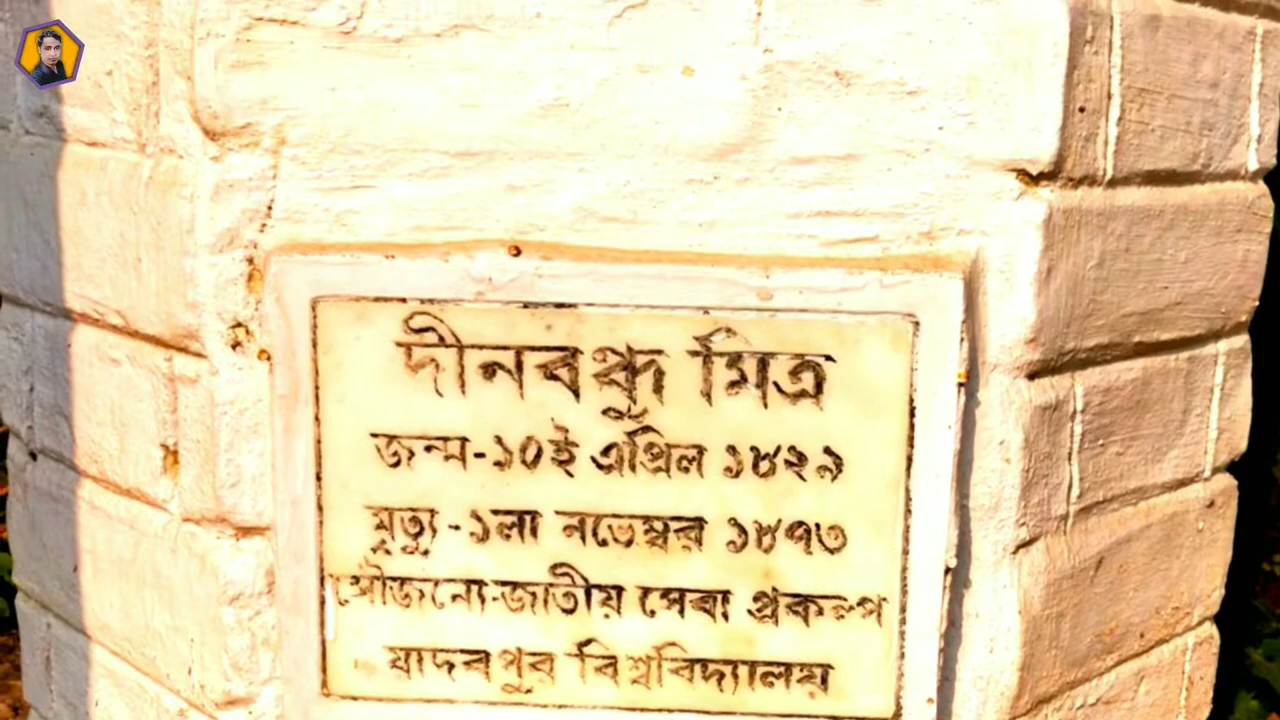 দীনবন্ধু মিত্র
জন্ম-১০ই এপ্রিল ১৮২৯
মৃত্যু-১লা নভেম্বর ১৮৭৩
সৌজন্যে-জাতীয় সেবা প্রকল্প
যাদবপুর বিশ্ববিদ্যালয়